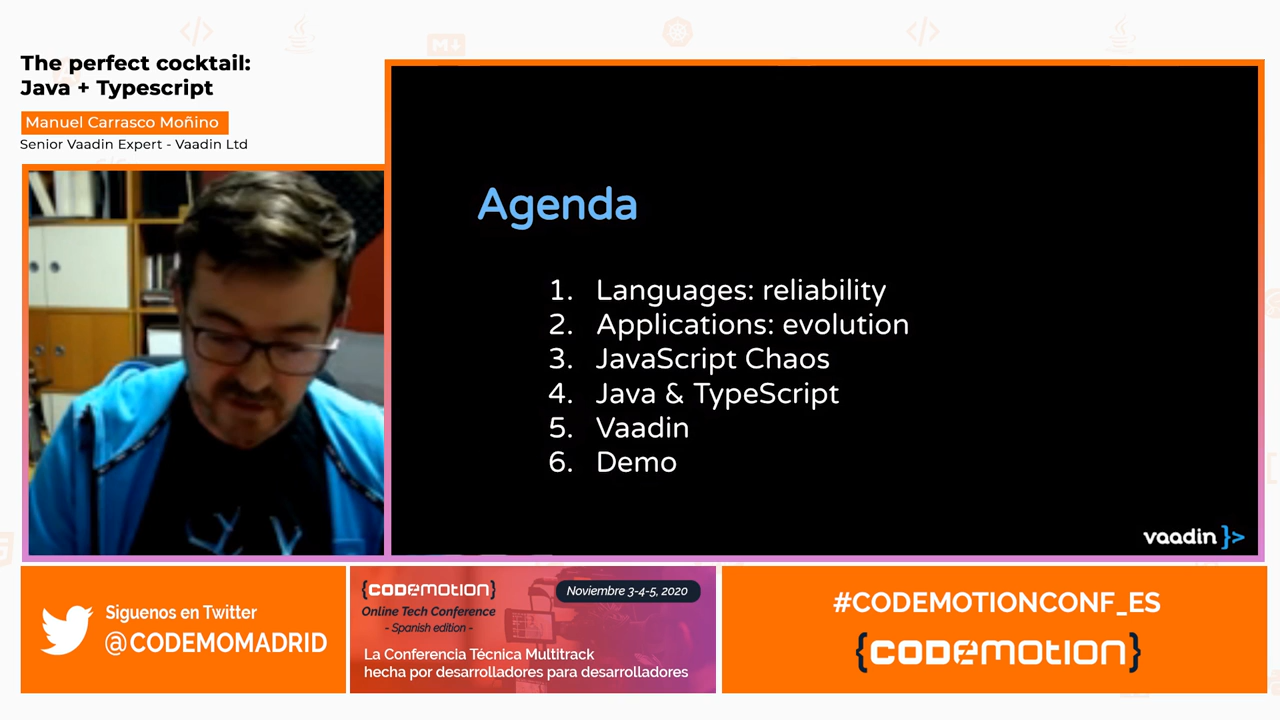 The perfect cocktail:
Java + Typescript
Manuel Carrasco Moñino
Senior Vaadin Expert - Vaadin Ltd
Agenda
1. Languages: reliability
2. Applications: evolution
3. JavaScript Chaos
4. Java & TypeScript
5. Vaadin
6. Demo
vaadin }>
Siguenos en Twitter
@CODEMOMADRID
{CODEMOTION}
Noviembre 3-4-5, 2020
Online Tech Conference
- Spanish edition -
La Conferencia Técnica Multitrack
hecha por desarrolladores para desarrolladores
#CODEMOTIONCONF_ES
{CODEMOTION}